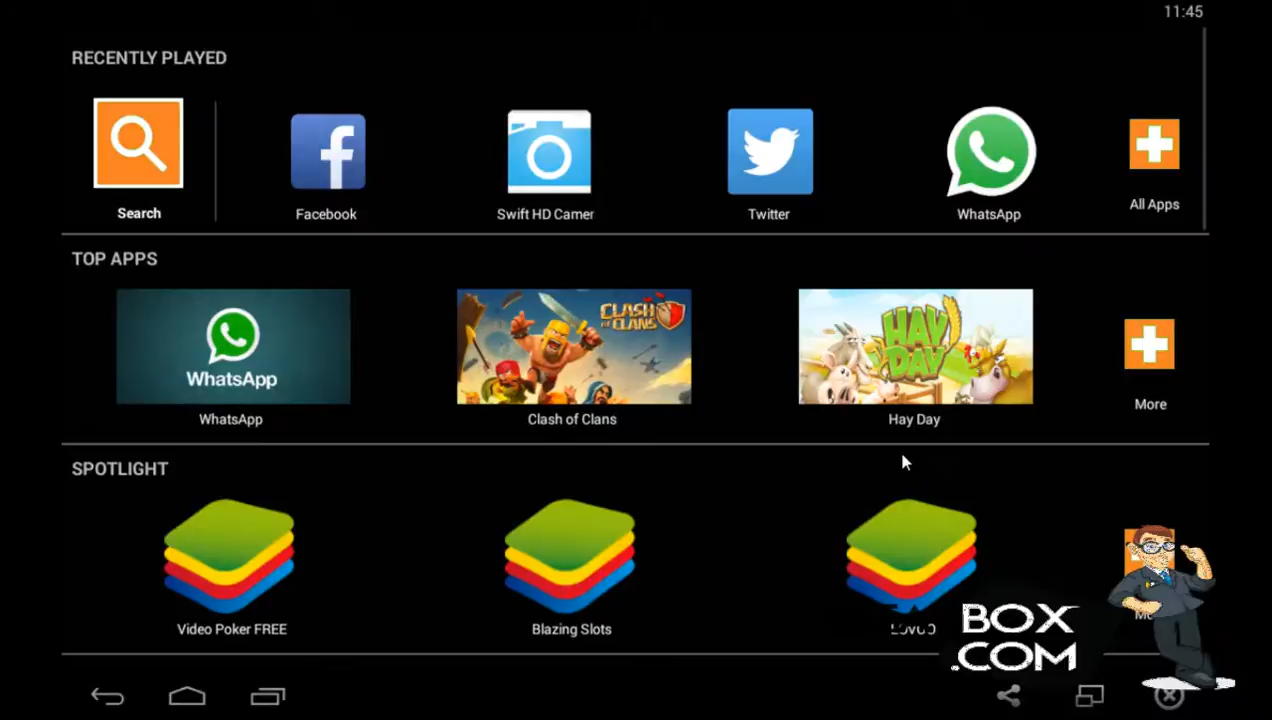 11:45
RECENTLY PLAYED
Search
Facebook
Swift HD Camer
Twitter
WhatsApp
All Apps
TOP APPS
WhatsApp
CLASH OF CLANS
HAY DAY
WhatsApp
Clash of Clans
Hay Day
More
SPOTLIGHT
Video Poker FREE
Blazing Slots
BOX
.COM